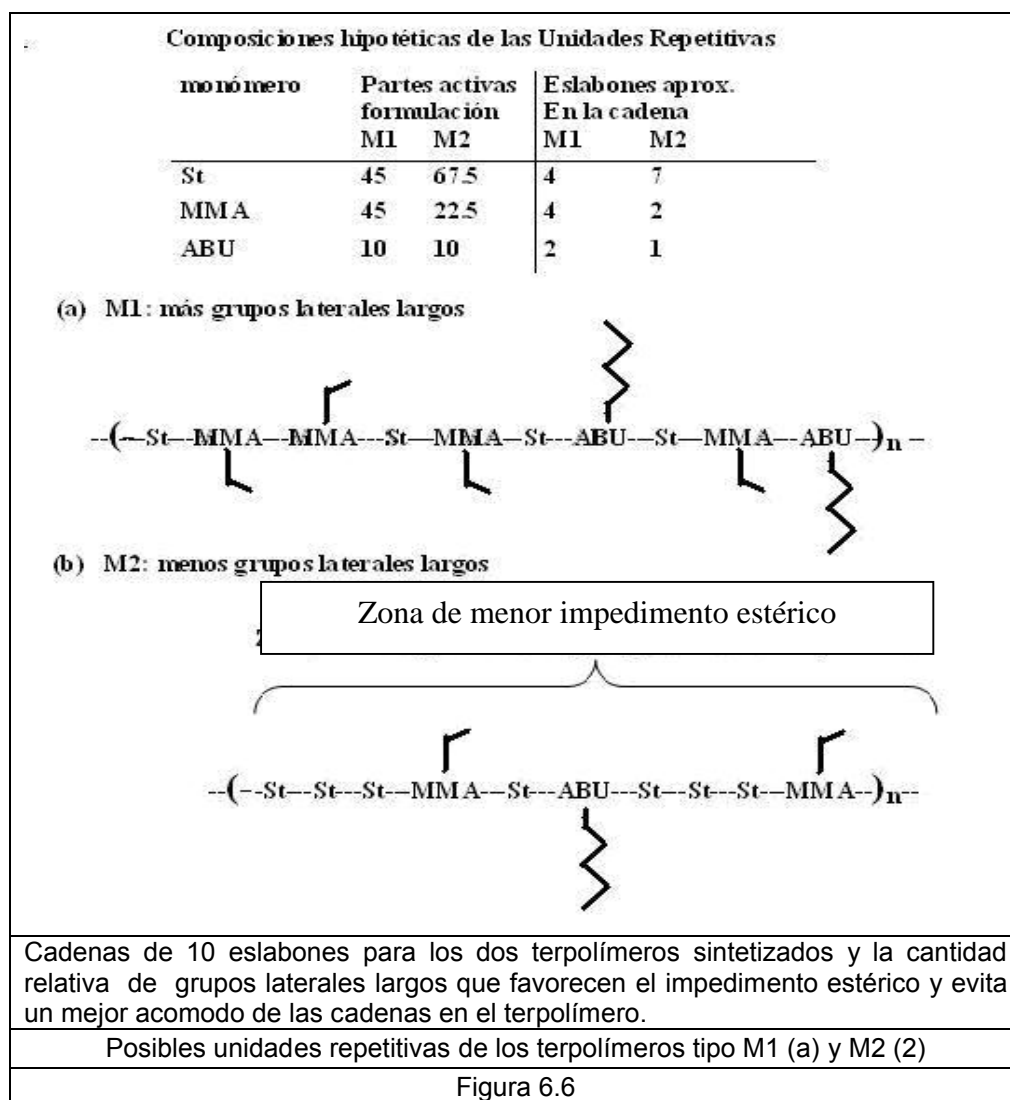 Composiciones hipotéticas de las Unidades Repetitivas
monómero Partes activas Eslabones aprox.
formulación En la cadena
M1 M2 M1 M2
St 45 67.5 4 7
MMA 45 22.5 4 2
ABU 10 10 2 1
(a) M1: más grupos laterales largos
--(--St---MMA---MMA---St---MMA--St---ABU---St---MMA---ABU--)n--
(b) M2: menos grupos laterales largos
Zona de menor impedimento estérico
--(--St---St---St---MMA---St---ABU---St---St---St---MMA--)n--
Cadenas de 10 eslabones para los dos terpolímeros sintetizados y la cantidad
relativa de grupos laterales largos que favorecen el impedimento estérico y evita
un mejor acomodo de las cadenas en el terpolímero.
Posibles unidades repetitivas de los terpolímeros tipo M1 (a) y M2 (2)
Figura 6.6